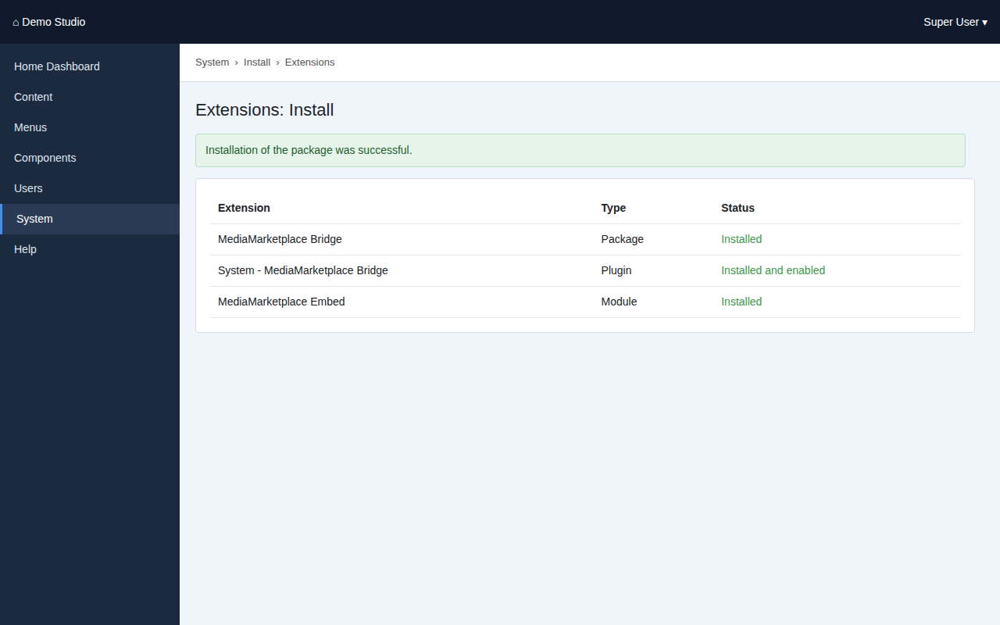 ⌂ Demo Studio
Super User ▾
Home Dashboard
Content
Menus
Components
Users
System
Help
System › Install › Extensions
Extensions: Install
Installation of the package was successful.
Extension Type Status
MediaMarketplace Bridge Package Installed
System - MediaMarketplace Bridge Plugin Installed and enabled
MediaMarketplace Embed Module Installed